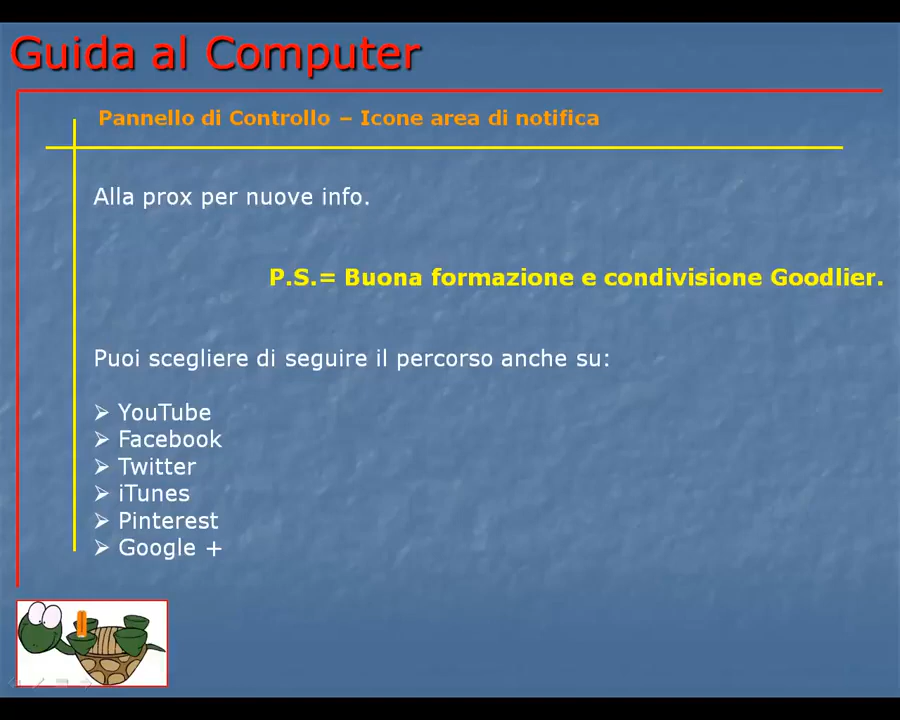 Guida al Computer
Pannello di Controllo – Icone area di notifica
Alla prox per nuove info.
P.S.= Buona formazione e condivisione Goodlier.
Puoi scegliere di seguire il percorso anche su:
➢ YouTube
➢ Facebook
➢ Twitter
➢ iTunes
➢ Pinterest
➢ Google +